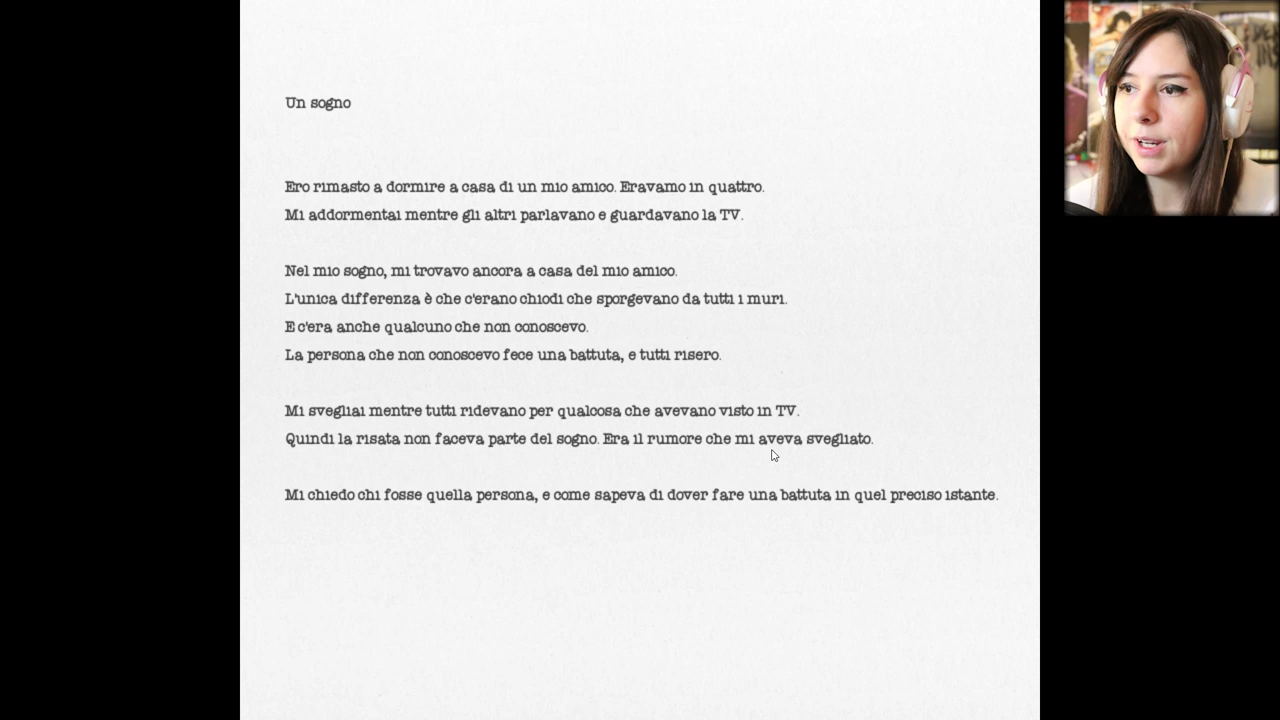 Un sogno
Ero rimasto a dormire a casa di un mio amico. Eravamo in quattro.
Mi addormentai mentre gli altri parlavano e guardavano la TV.
Nel mio sogno, mi trovavo ancora a casa del mio amico.
L'unica differenza è che c'erano chiodi che sporgevano da tutti i muri.
E c'era anche qualcuno che non conoscevo.
La persona che non conoscevo fece una battuta, e tutti risero.
Mi svegliai mentre tutti ridevano per qualcosa che avevano visto in TV.
Quindi la risata non faceva parte del sogno. Era il rumore che mi aveva svegliato.
Mi chiedo chi fosse quella persona, e come sapeva di dover fare una battuta in quel preciso istante.